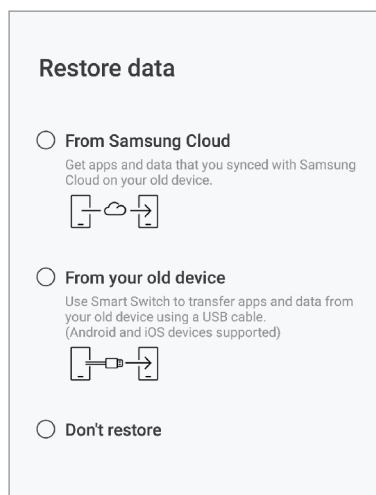 Restore data
From Samsung Cloud
Get apps and data that you synced with Samsung
Cloud on your old device.
From your old device
Use Smart Switch to transfer apps and data from
your old device using a USB cable.
(Android and iOS devices supported)
Don't restore